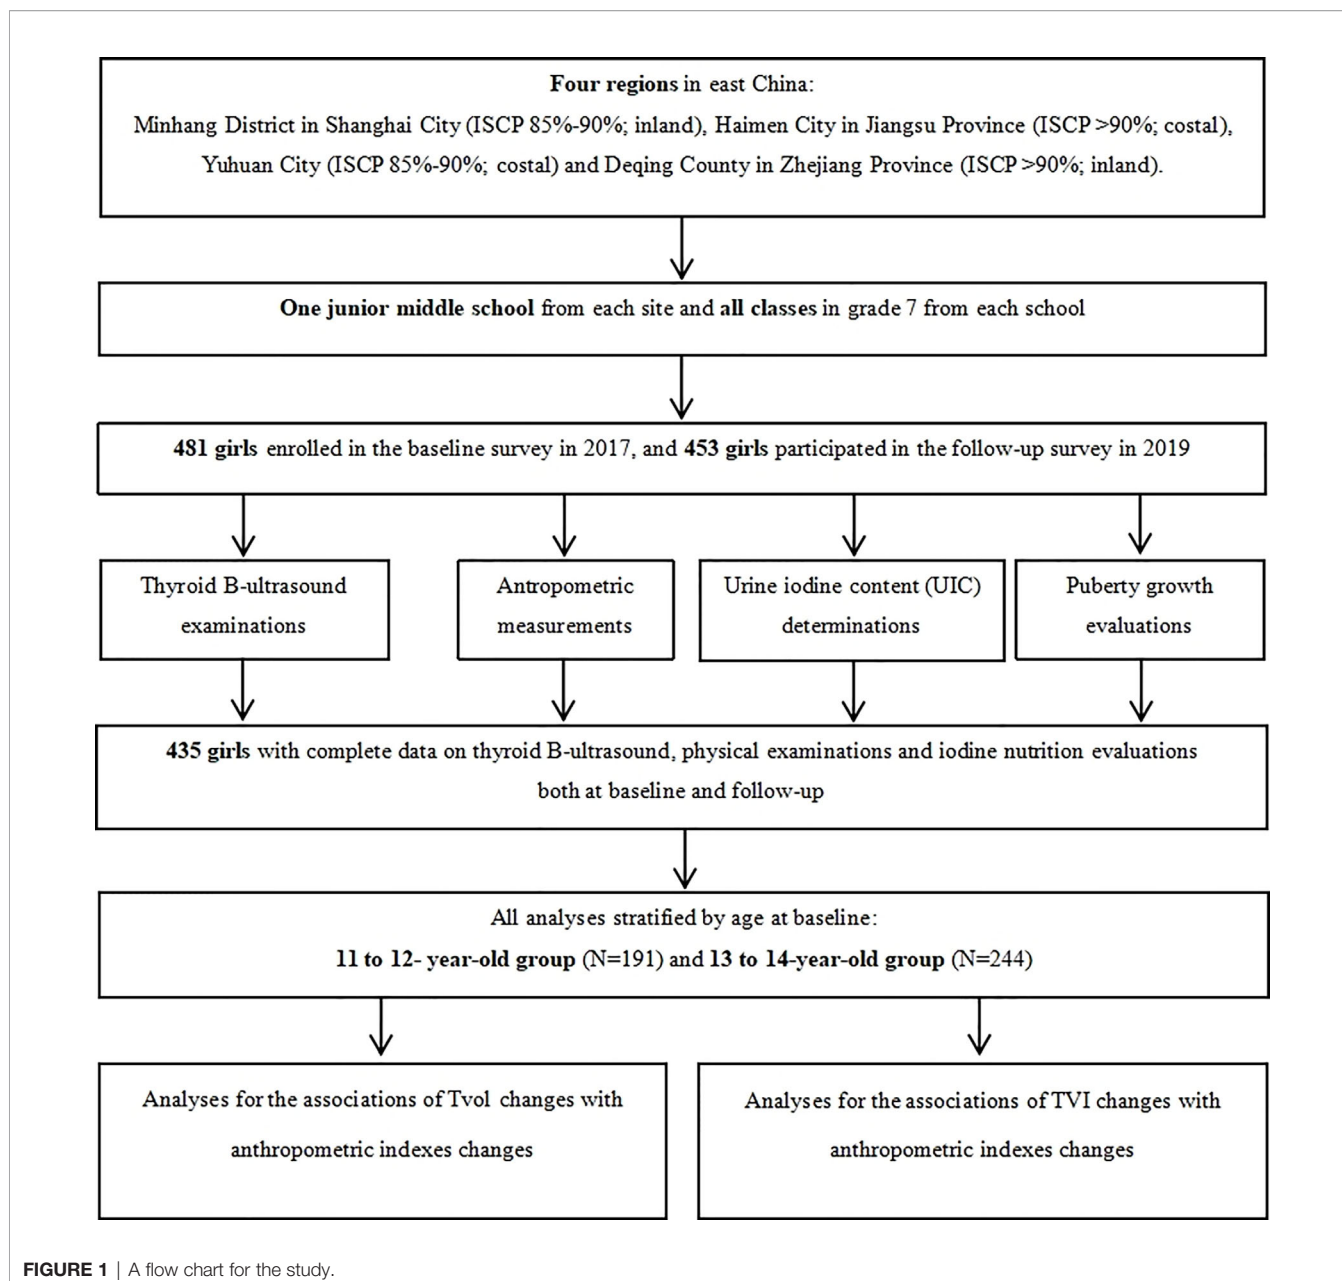 Four regions in east China:
Minhang District in Shanghai City (ISCP 85%-90%; inland), Haimen City in Jiangsu Province (ISCP >90%; costal),
Yuhuan City (ISCP 85%-90%; costal) and Deqing County in Zhejiang Province (ISCP >90%; inland).
One junior middle school from each site and all classes in grade 7 from each school
481 girls enrolled in the baseline survey in 2017, and 453 girls participated in the follow-up survey in 2019
Thyroid B-ultrasound
examinations
Antropometric
measurements
Urine iodine content (UIC)
determinations
Puberty growth
evaluations
435 girls with complete data on thyroid B-ultrasound, physical examinations and iodine nutrition evaluations
both at baseline and follow-up
All analyses stratified by age at baseline:
11 to 12- year-old group (N=191) and 13 to 14-year-old group (N=244)
Analyses for the associations of Tvol changes with
anthropometric indexes changes
Analyses for the associations of TVI changes with
anthropometric indexes changes
FIGURE 1 | A flow chart for the study.